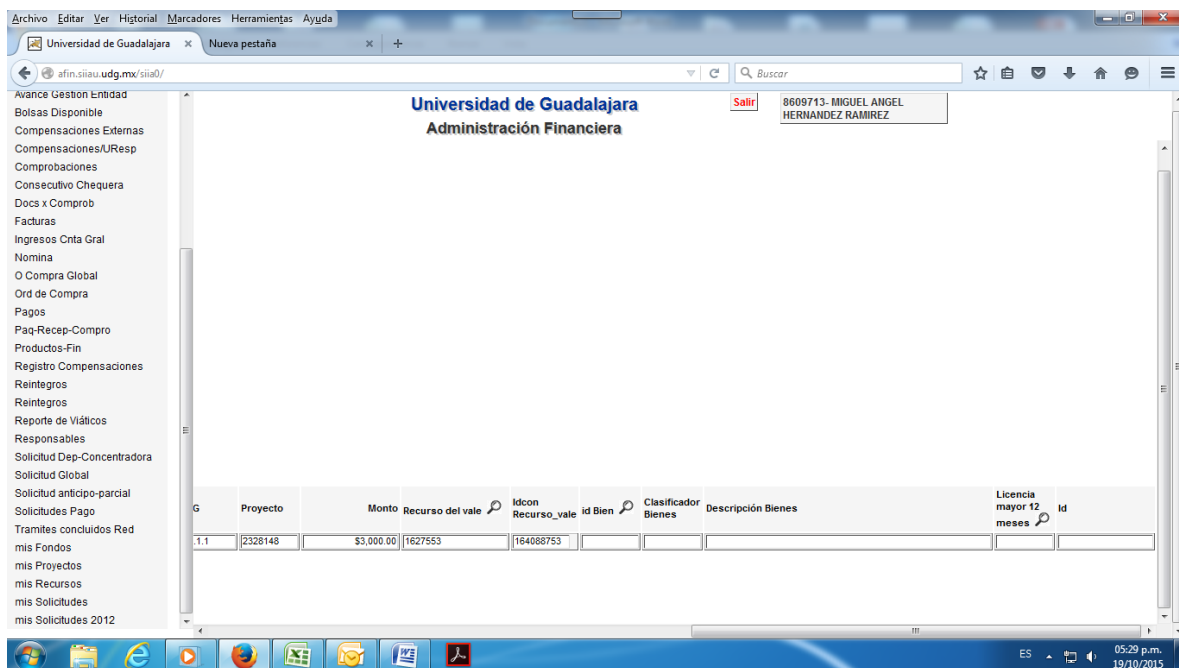 Archivo Editar Ver Historial Marcadores Herramientas Ayuda
Universidad de Guadalajara
Nueva pestaña
afin.siiau.udg.mx/siia0/
Buscar
Avance Gestion Entidad
Bolsas Disponible
Compensaciones Externas
Compensaciones/UResp
Comprobaciones
Consecutivo Chequera
Docs x Comprob
Facturas
Ingresos Cnta Gral
Nomina
O Compra Global
Ord de Compra
Pagos
Paq-Recep-Compro
Productos-Fin
Registro Compensaciones
Reintegros
Reintegros
Reporte de Viáticos
Responsables
Solicitud Dep-Concentradora
Solicitud Global
Solicitud anticipo-parcial
Solicitudes Pago
Tramites concluidos Red
mis Fondos
mis Proyectos
mis Recursos
mis Solicitudes
mis Solicitudes 2012
Universidad de Guadalajara
Administración Financiera
Salir
8609713- MIGUEL ANGEL
HERNANDEZ RAMIREZ
G Proyecto Monto Recurso del vale Idcon Recurso_vale id Bien Clasificador Bienes Descripción Bienes Licencia mayor 12 meses Id
.1.1 2328148 $3,000.00 1627553 164088753
ES 05:29 p.m.
19/10/2015